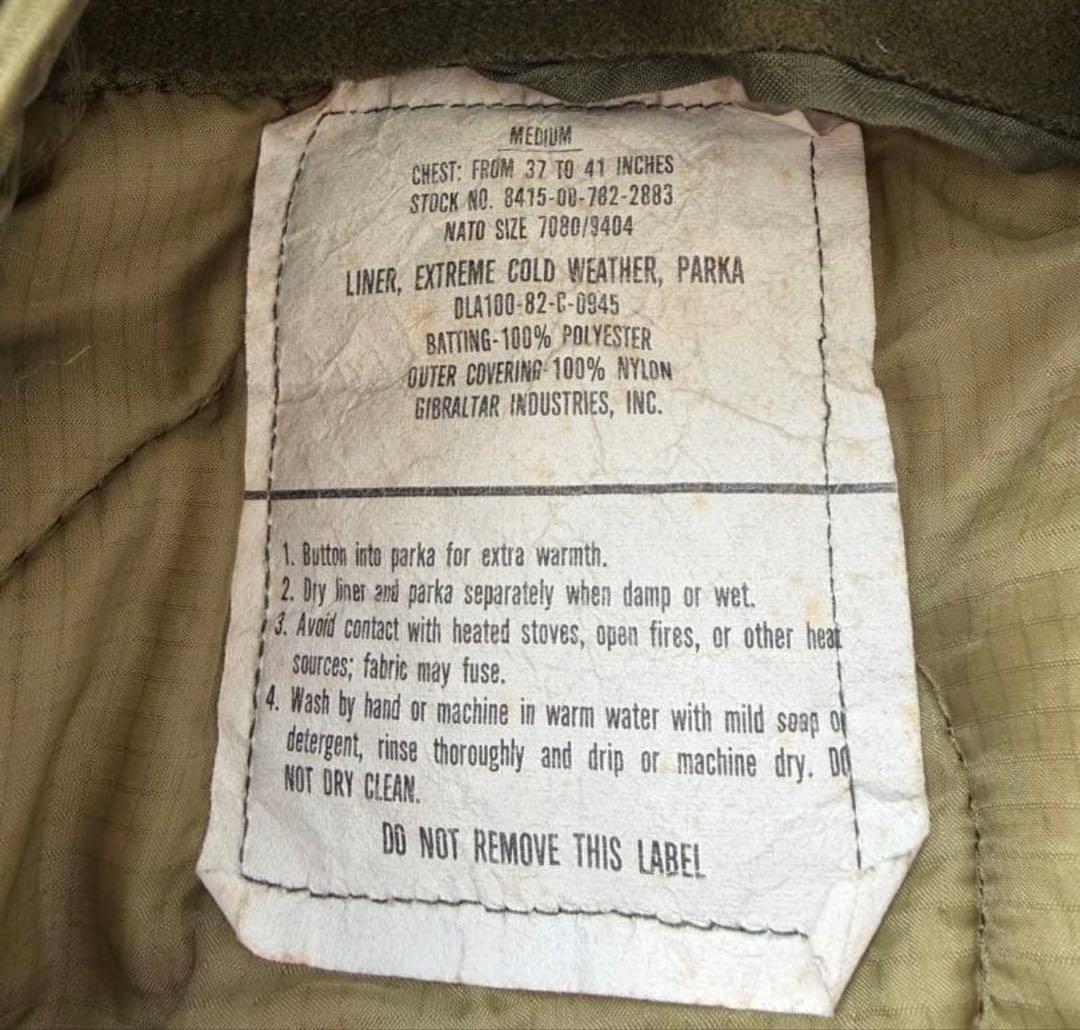 MEDIUM
CHEST: FROM 37 TO 41 INCHES
STOCK NO. 8415-00-782-2883
NATO SIZE 7080/9404
LINER, EXTREME COLD WEATHER, PARKA
DLA100-82-C-0945
BATTING-100% POLYESTER
OUTER COVERING-100% NYLON
GIBRALTAR INDUSTRIES, INC.
1. Button into parka for extra warmth.
2. Dry liner and parka separately when damp or wet.
3. Avoid contact with heated stoves, open fires, or other heat
sources; fabric may fuse.
4. Wash by hand or machine in warm water with mild soap or
detergent, rinse thoroughly and drip or machine dry. DO
NOT DRY CLEAN.
DO NOT REMOVE THIS LABEL